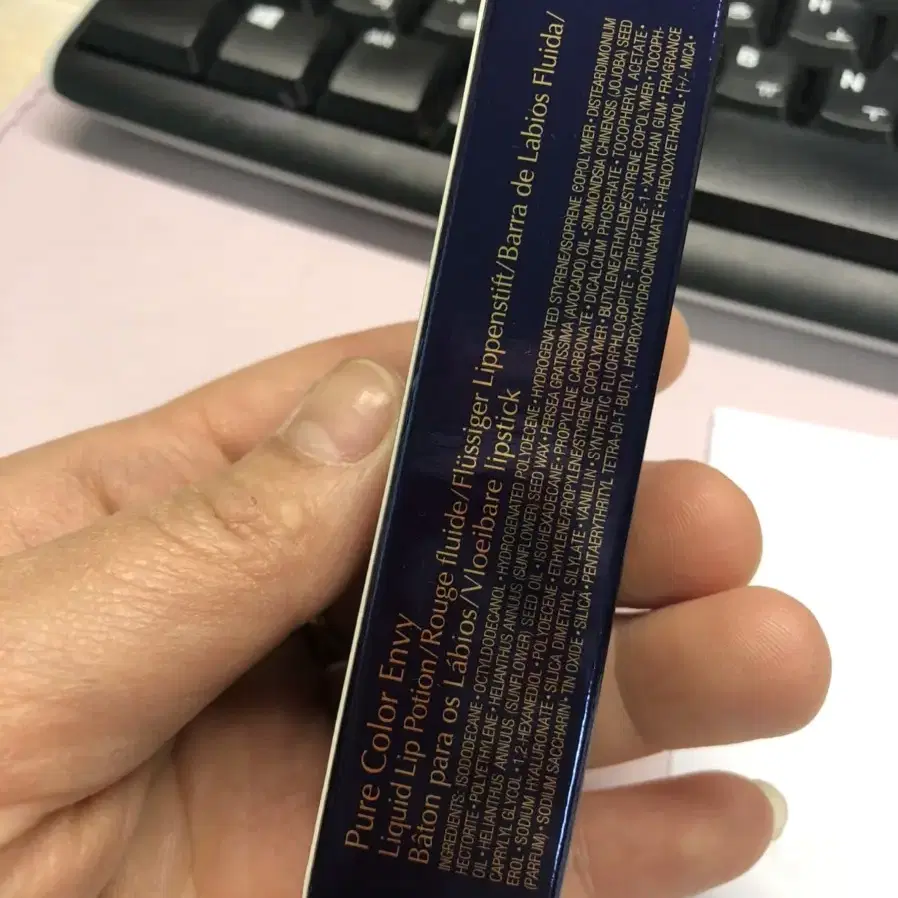 Pure Color Envy
Liquid Lip Potion/Rouge fluide/Flüssiger Lippenstift/Barra de Labios Fluida/
Bâton para os Lábios/Vloeibare lipstick
INGREDIENTS: ISODODECANE • OCTYLDODECANOL • HYDROGENATED POLYDECENE • HYDROGENATED STYRENE/ISOPRENE COPOLYMER • DISTEARDIMONIUM
HECTORITE • POLYETHYLENE • HELIANTHUS ANNUUS (SUNFLOWER) SEED WAX • PERSEA GRATISSIMA (AVOCADO) OIL • SIMMONDSIA CHINENSIS (JOJOBA) SEED
OIL • HELIANTHUS ANNUUS (SUNFLOWER) SEED OIL • ISOHEXADECANE • PROPYLENE CARBONATE • DICALCIUM PHOSPHATE • TOCOPHERYL ACETATE •
CAPRYLYL GLYCOL • 1,2-HEXANEDIOL • POLYDESENE • ETHYLENE/PROPYLENE/STYRENE COPOLYMER • BUTYLENE/ETHYLENE/STYRENE COPOLYMER • TOCOPH-
EROL • SODIUM HYALURONATE • SILICA DIMETHYL SILYLATE • VANILLIN • SYNTHETIC FLUORPHLOGOPITE • TRIPEPTIDE-1 • XANTHAN GUM • FRAGRANCE
(PARFUM) • SODIUM SACCHARIN • TIN OXIDE • SILICA • PENTAERYTHRITYL TETRA-DI-T-BUTYL HYDROXYHYDROCINNAMATE • PHENOXYETHANOL • [+/- MICA •
B
N